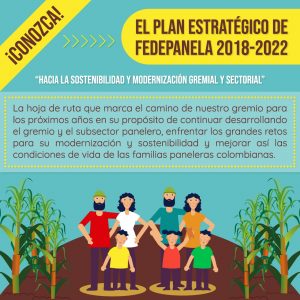 ¡CONOZCA!
EL PLAN ESTRATÉGICO DE
FEDEPANELA 2018-2022
“HACIA LA SOSTENIBILIDAD Y MODERNIZACIÓN GREMIAL Y SECTORIAL”
La hoja de ruta que marca el camino de nuestro gremio para
los próximos años en su propósito de continuar desarrollando
el gremio y el subsector panelero, enfrentar los grandes retos
para su modernización y sostenibilidad y mejorar así las
condiciones de vida de las familias paneleras colombianas.